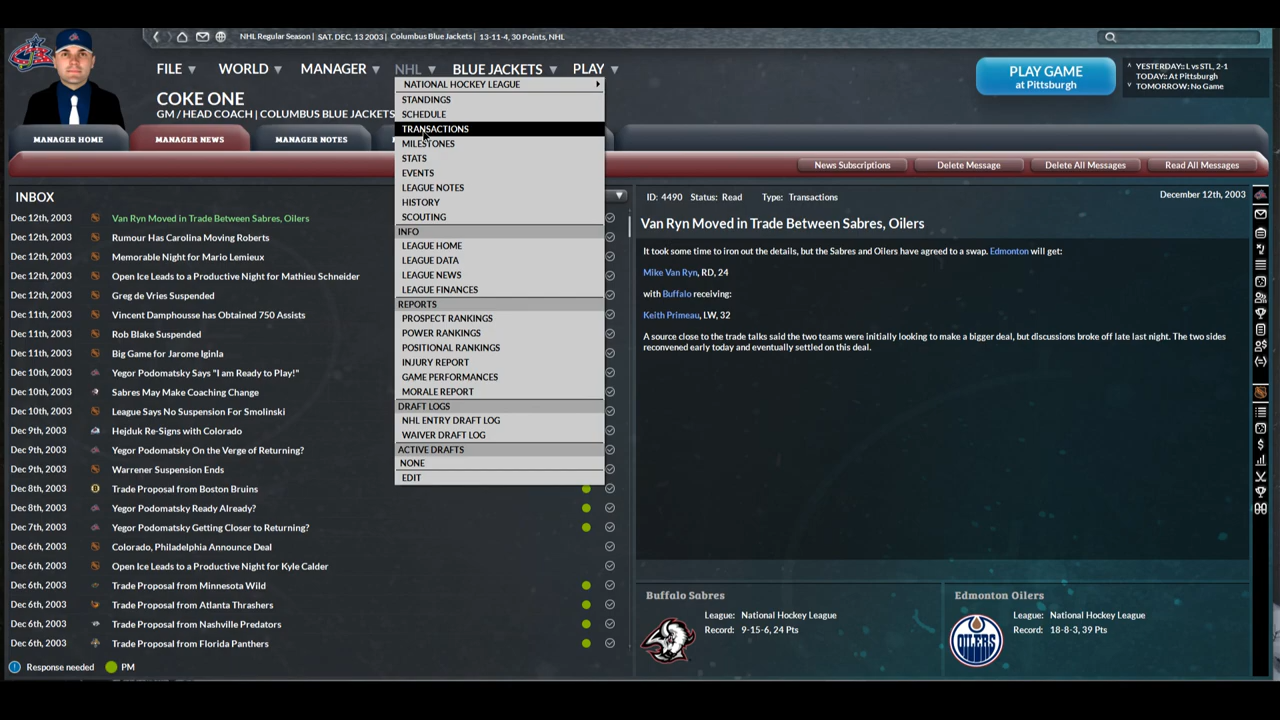 NHL Regular Season | SAT. DEC. 13 2003 | Columbus Blue Jackets | 13-11-4, 30 Points, NHL
FILE WORLD MANAGER NHL BLUE JACKETS PLAY
PLAY GAME
at Pittsburgh
YESTERDAY:: L vs STL, 2-1
TODAY:: At Pittsburgh
TOMORROW: No Game
COKE ONE
GM / HEAD COACH | COLUMBUS BLUE JACKETS
MANAGER HOME MANAGER NEWS MANAGER NOTES
News Subscriptions Delete Message Delete All Messages Read All Messages
NATIONAL HOCKEY LEAGUE
STANDINGS
SCHEDULE
TRANSACTIONS
MILESTONES
STATS
EVENTS
LEAGUE NOTES
HISTORY
SCOUTING
INFO
LEAGUE HOME
LEAGUE DATA
LEAGUE NEWS
LEAGUE FINANCES
REPORTS
PROSPECT RANKINGS
POWER RANKINGS
POSITIONAL RANKINGS
INJURY REPORT
GAME PERFORMANCES
MORALE REPORT
DRAFT LOGS
NHL ENTRY DRAFT LOG
WAIVER DRAFT LOG
ACTIVE DRAFTS
NONE
EDIT
INBOX
Dec 12th, 2003 Van Ryn Moved in Trade Between Sabres, Oilers
Dec 12th, 2003 Rumour Has Carolina Moving Roberts
Dec 12th, 2003 Memorable Night for Mario Lemieux
Dec 12th, 2003 Open Ice Leads to a Productive Night for Mathieu Schneider
Dec 12th, 2003 Greg de Vries Suspended
Dec 11th, 2003 Vincent Damphousse has Obtained 750 Assists
Dec 11th, 2003 Rob Blake Suspended
Dec 11th, 2003 Big Game for Jarome Iginla
Dec 10th, 2003 Yegor Podomatsky Says "I am Ready to Play!"
Dec 10th, 2003 Sabres May Make Coaching Change
Dec 10th, 2003 League Says No Suspension For Smolinski
Dec 9th, 2003 Hejduk Re-Signs with Colorado
Dec 9th, 2003 Yegor Podomatsky On the Verge of Returning?
Dec 9th, 2003 Warrener Suspension Ends
Dec 8th, 2003 Trade Proposal from Boston Bruins
Dec 8th, 2003 Yegor Podomatsky Ready Already?
Dec 7th, 2003 Yegor Podomatsky Getting Closer to Returning?
Dec 6th, 2003 Colorado, Philadelphia Announce Deal
Dec 6th, 2003 Open Ice Leads to a Productive Night for Kyle Calder
Dec 6th, 2003 Trade Proposal from Minnesota Wild
Dec 6th, 2003 Trade Proposal from Atlanta Thrashers
Dec 6th, 2003 Trade Proposal from Nashville Predators
Dec 6th, 2003 Trade Proposal from Florida Panthers
Response needed PM
ID: 4490 Status: Read Type: Transactions December 12th, 2003
Van Ryn Moved in Trade Between Sabres, Oilers
It took some time to iron out the details, but the Sabres and Oilers have agreed to a swap. Edmonton will get:
Mike Van Ryn, RD, 24
with Buffalo receiving:
Keith Primeau, LW, 32
A source close to the trade talks said the two teams were initially looking to make a bigger deal, but discussions broke off late last night. The two sides
reconvened early today and eventually settled on this deal.
Buffalo Sabres
League: National Hockey League
Record: 9-15-6, 24 Pts
Edmonton Oilers
League: National Hockey League
Record: 18-8-3, 39 Pts
OILERS